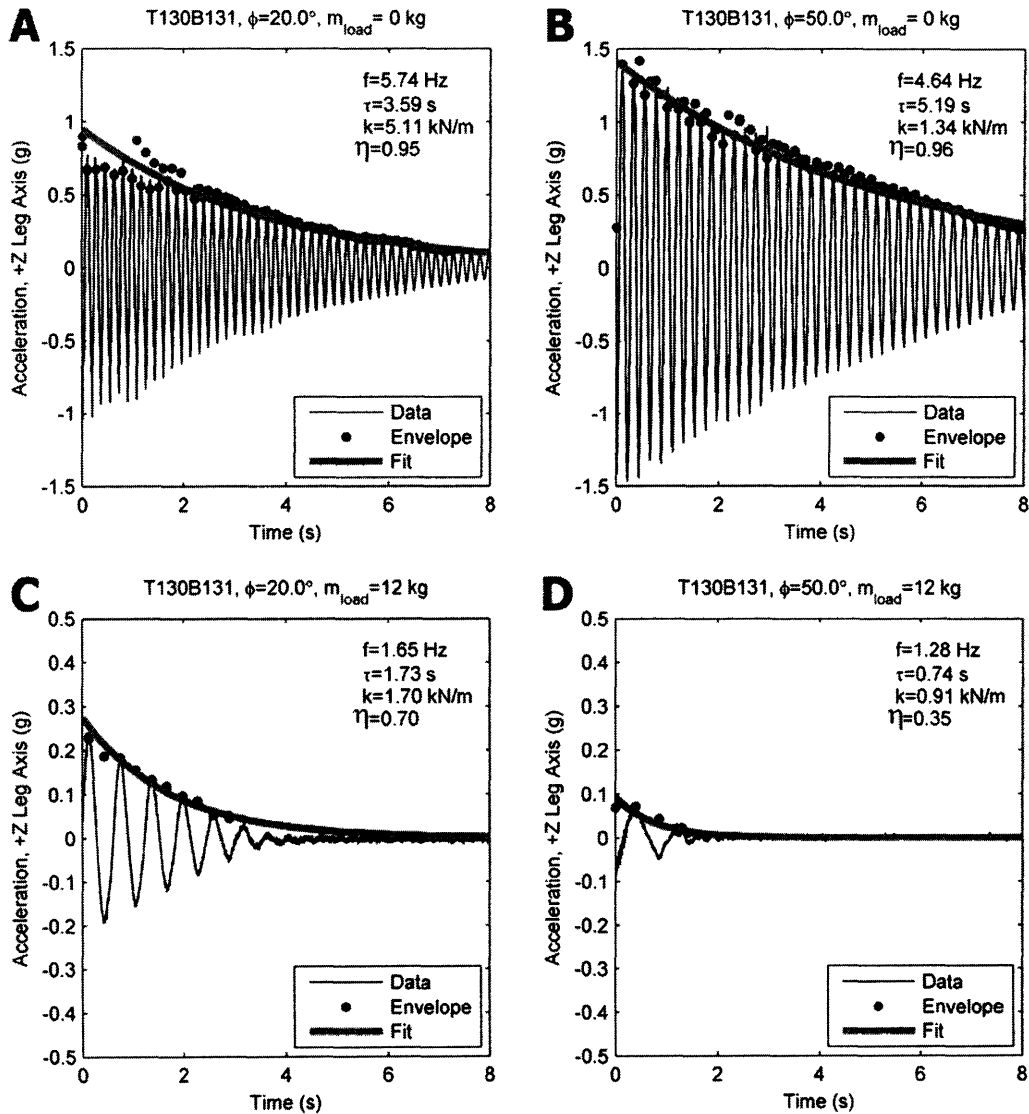 A
T130B131, ϕ=20.0°, mload= 0 kg
1.5
1
0.5
0
-0.5
-1
-1.5
Acceleration, +Z Leg Axis (g)
f=5.74 Hz
τ=3.59 s
k=5.11 kN/m
η=0.95
Data
Envelope
Fit
0 2 4 6 8
Time (s)
B
T130B131, ϕ=50.0°, mload= 0 kg
1.5
1
0.5
0
-0.5
-1
-1.5
Acceleration, +Z Leg Axis (g)
f=4.64 Hz
τ=5.19 s
k=1.34 kN/m
η=0.96
Data
Envelope
Fit
0 2 4 6 8
Time (s)
C
T130B131, ϕ=20.0°, mload=12 kg
0.5
0.4
0.3
0.2
0.1
0
-0.1
-0.2
-0.3
-0.4
-0.5
Acceleration, +Z Leg Axis (g)
f=1.65 Hz
τ=1.73 s
k=1.70 kN/m
η=0.70
Data
Envelope
Fit
0 2 4 6 8
Time (s)
D
T130B131, ϕ=50.0°, mload=12 kg
0.5
0.4
0.3
0.2
0.1
0
-0.1
-0.2
-0.3
-0.4
-0.5
Acceleration, +Z Leg Axis (g)
f=1.28 Hz
τ=0.74 s
k=0.91 kN/m
η=0.35
Data
Envelope
Fit
0 2 4 6 8
Time (s)